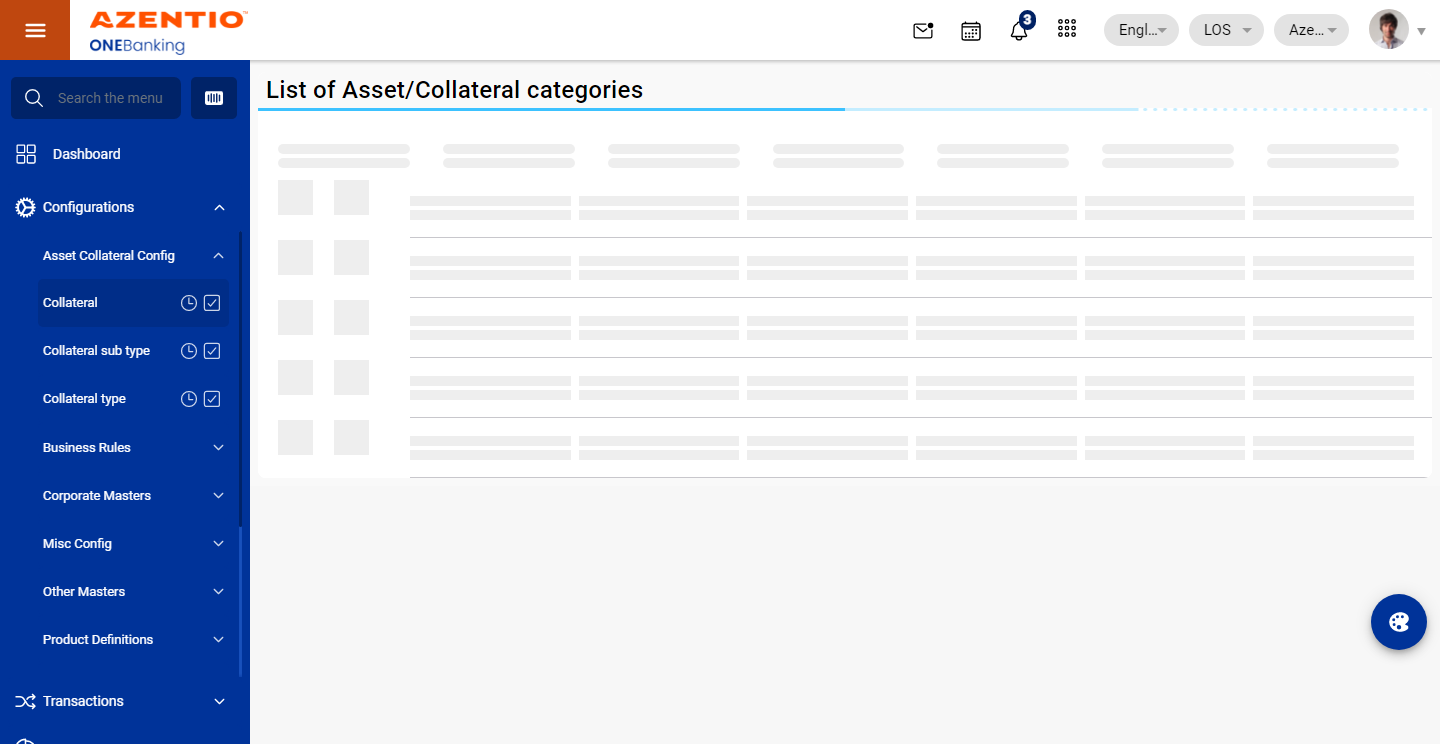 AZENTIO™
ONEBanking
3
Engl...
LOS
Aze...
Search the menu
Dashboard
Configurations
Asset Collateral Config
Collateral
Collateral sub type
Collateral type
Business Rules
Corporate Masters
Misc Config
Other Masters
Product Definitions
Transactions
List of Asset/Collateral categories